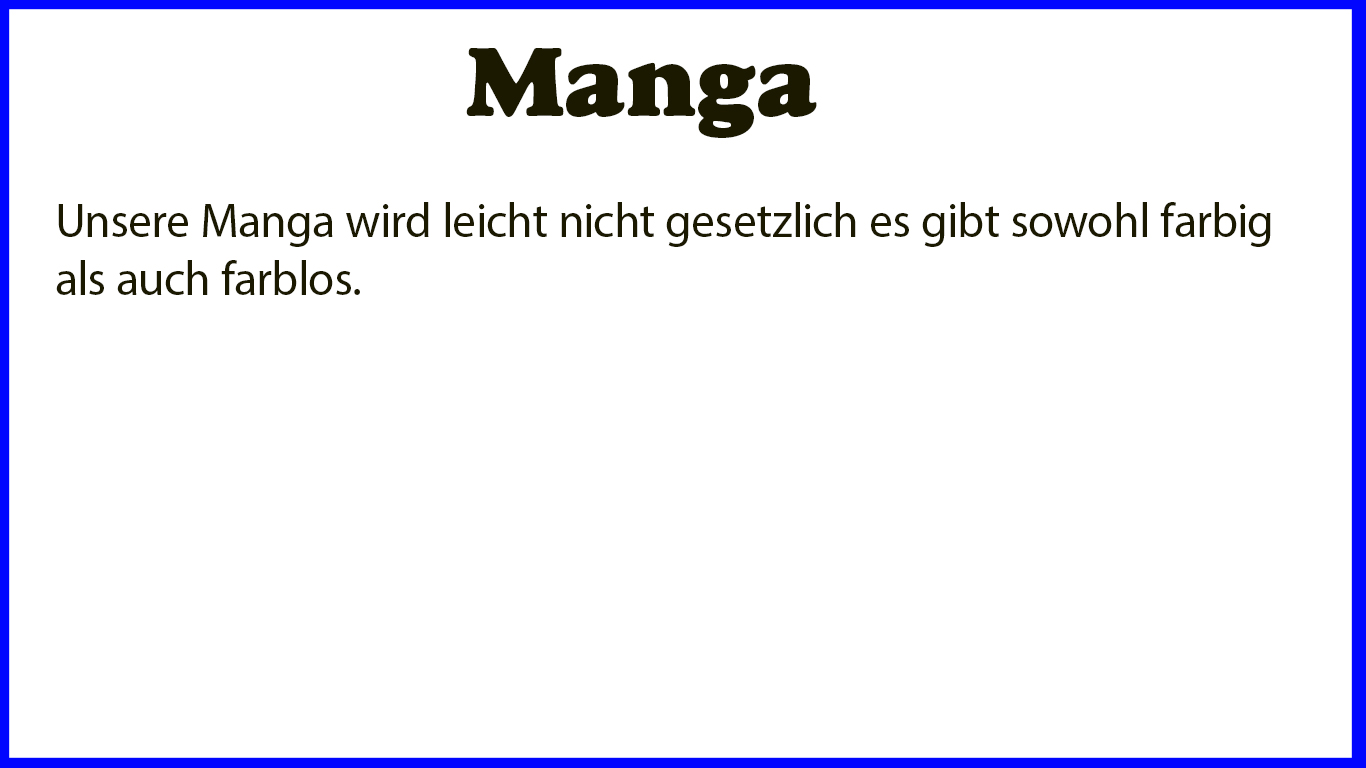 Manga
Unsere Manga wird leicht nicht gesetzlich es gibt sowohl farbig
als auch farblos.